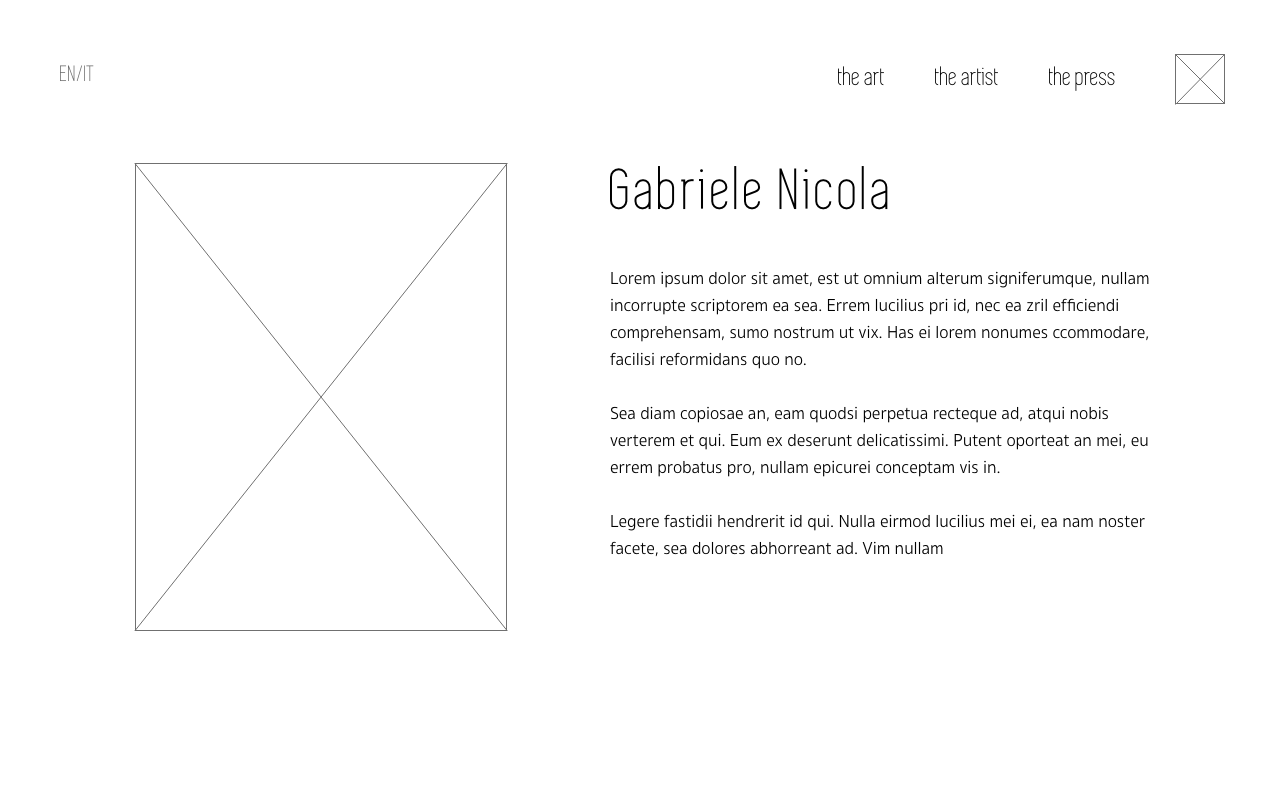 EN/IT
the art
the artist
the press
Gabriele Nicola
Lorem ipsum dolor sit amet, est ut omnium alterum signiferumque, nullam
incorrupte scriptorem ea sea. Errem lucilius pri id, nec ea zril efficiendi
comprehensam, sumo nostrum ut vix. Has ei lorem nonumes ccommodare,
facilisi reformidans quo no.
Sea diam copiosae an, eam quodsi perpetua recteque ad, atqui nobis
verterem et qui. Eum ex deserunt delicatissimi. Putent oporteat an mei, eu
errem probatus pro, nullam epicurei conceptam vis in.
Legere fastidii hendrerit id qui. Nulla eirmod lucilius mei ei, ea nam noster
facete, sea dolores abhorreant ad. Vim nullam